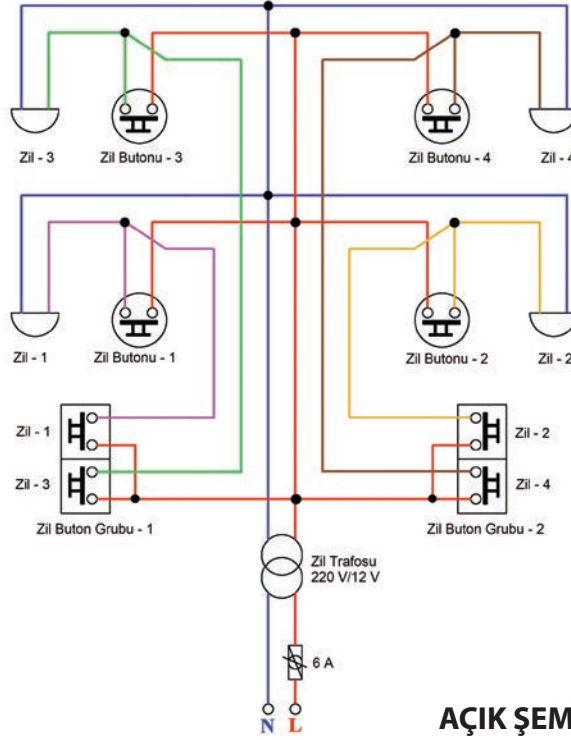 Zil - 3
Zil Butonu - 3
Zil Butonu - 4
Zil - 4
Zil - 1
Zil Butonu - 1
Zil Butonu - 2
Zil - 2
Zil - 1
Zil - 2
Zil - 3
Zil - 4
Zil Buton Grubu - 1
Zil Buton Grubu - 2
Zil Trafosu
220 V/12 V
6 A
N L
AÇIK ŞEM